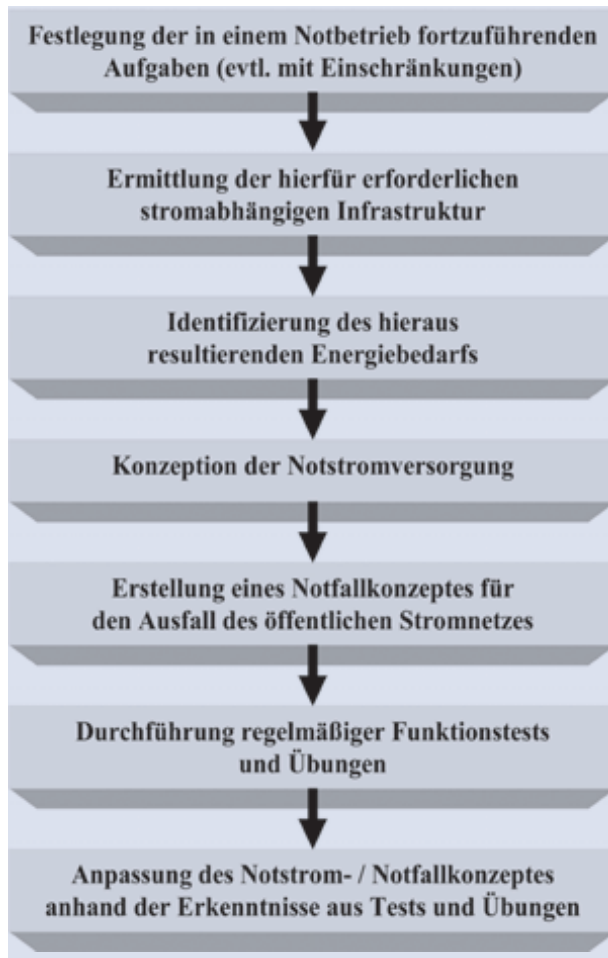 Festlegung der in einem Notbetrieb fortzuführenden
Aufgaben (evtl. mit Einschränkungen)
Ermittlung der hierfür erforderlichen
stromabhängigen Infrastruktur
Identifizierung des hieraus
resultierenden Energiebedarfs
Konzeption der Notstromversorgung
Erstellung eines Notfallkonzeptes für
den Ausfall des öffentlichen Stromnetzes
Durchführung regelmäßiger Funktionstests
und Übungen
Anpassung des Notstrom- / Notfallkonzeptes
anhand der Erkenntnisse aus Tests und Übungen